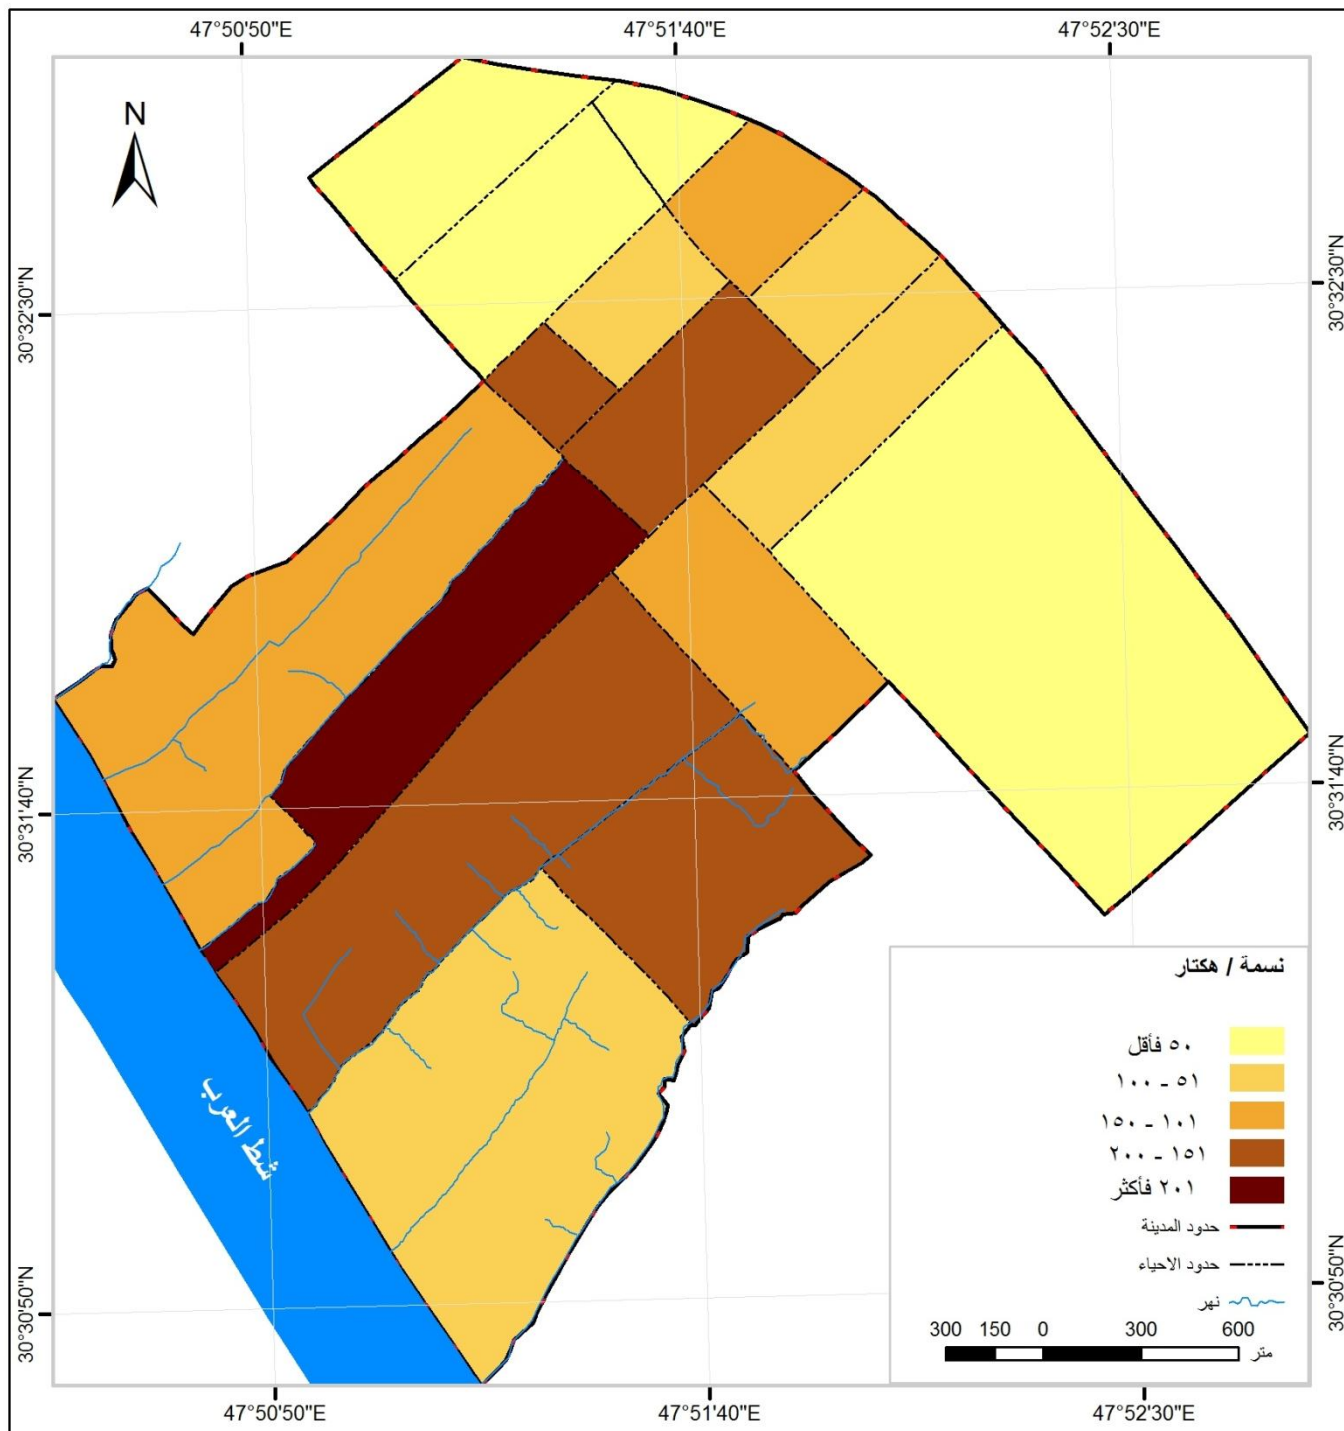 47°50'50"E 47°51'40"E 47°52'30"E
N
30°32'30"N 30°32'30"N
30°31'40"N 30°31'40"N
30°30'50"N 30°30'50"N
شط العرب
نسمة / هكتار
٥٠ فأقل
٥١ - ١٠٠
١٠١ - ١٥٠
١٥١ - ٢٠٠
٢٠١ فأكثر
حدود المدينة
حدود الاحياء
نهر
300 150 0 300 600 متر
47°50'50"E 47°51'40"E 47°52'30"E